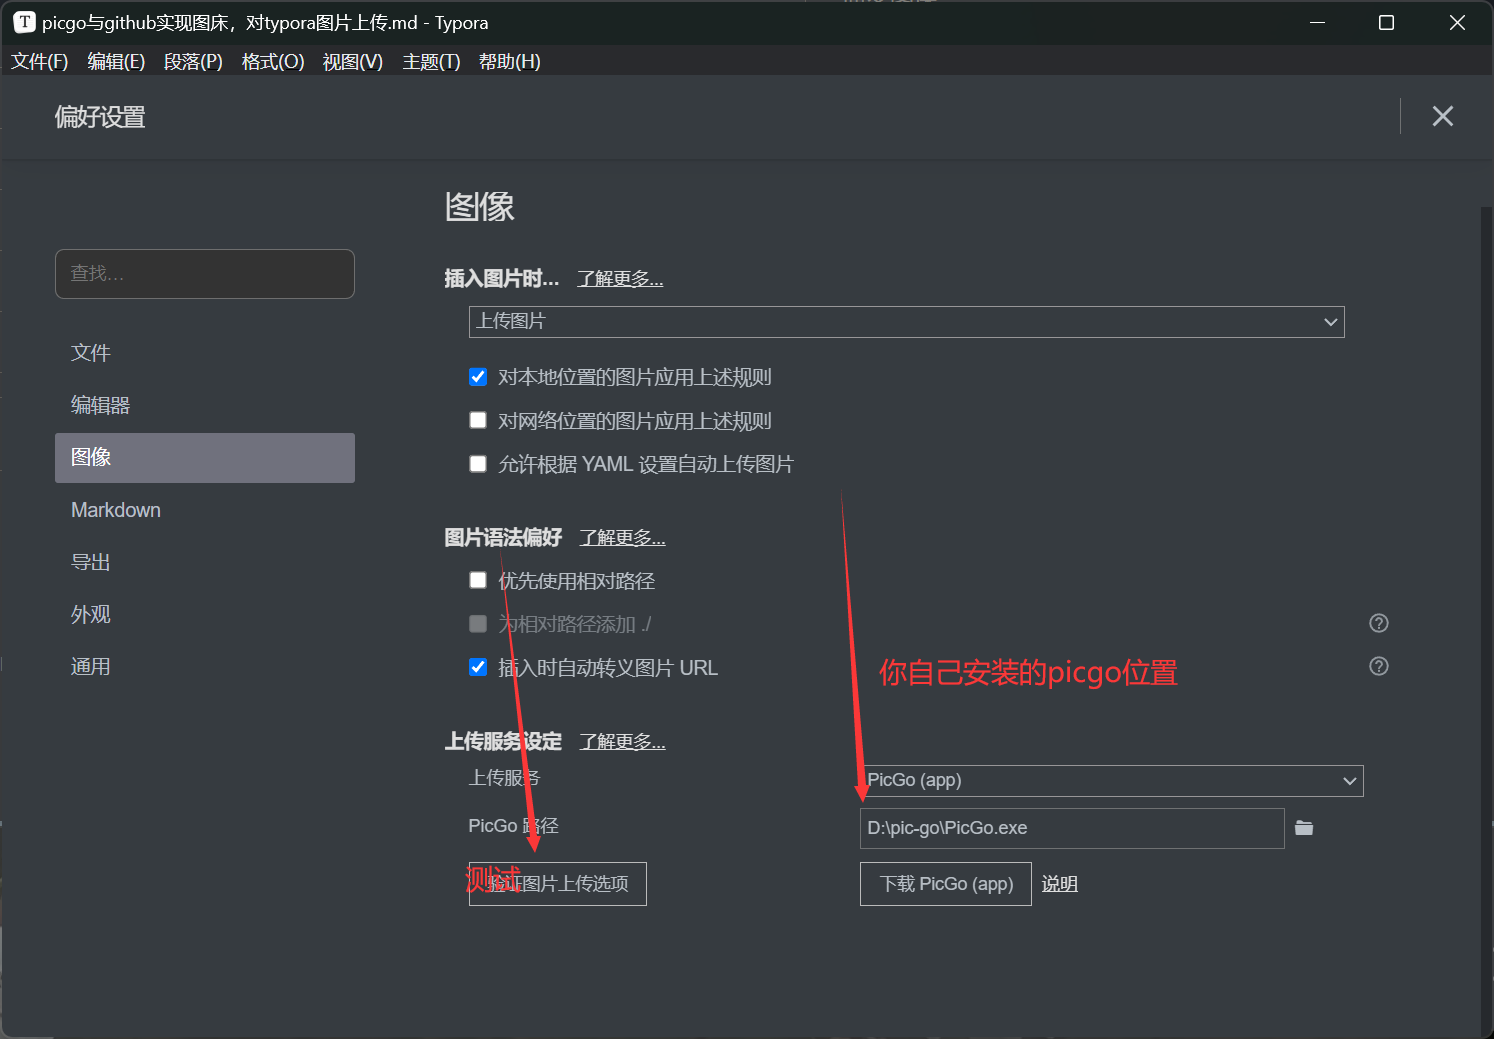 picgo与github实现图床，对typora图片上传.md - Typora
文件(F) 编辑(E) 段落(P) 格式(O) 视图(V) 主题(T) 帮助(H)
偏好设置
图像
查找...
文件
编辑器
图像
Markdown
导出
外观
通用
插入图片时... 了解更多...
上传图片
对本地位置的图片应用上述规则
对网络位置的图片应用上述规则
允许根据 YAML 设置自动上传图片
图片语法偏好 了解更多...
优先使用相对路径
为相对路径添加 ./
插入时自动转义图片 URL
你自己安装的picgo位置
上传服务设定 了解更多...
上传服务 PicGo (app)
PicGo 路径 D:\pic-go\PicGo.exe
测试
验证图片上传选项 下载 PicGo (app) 说明